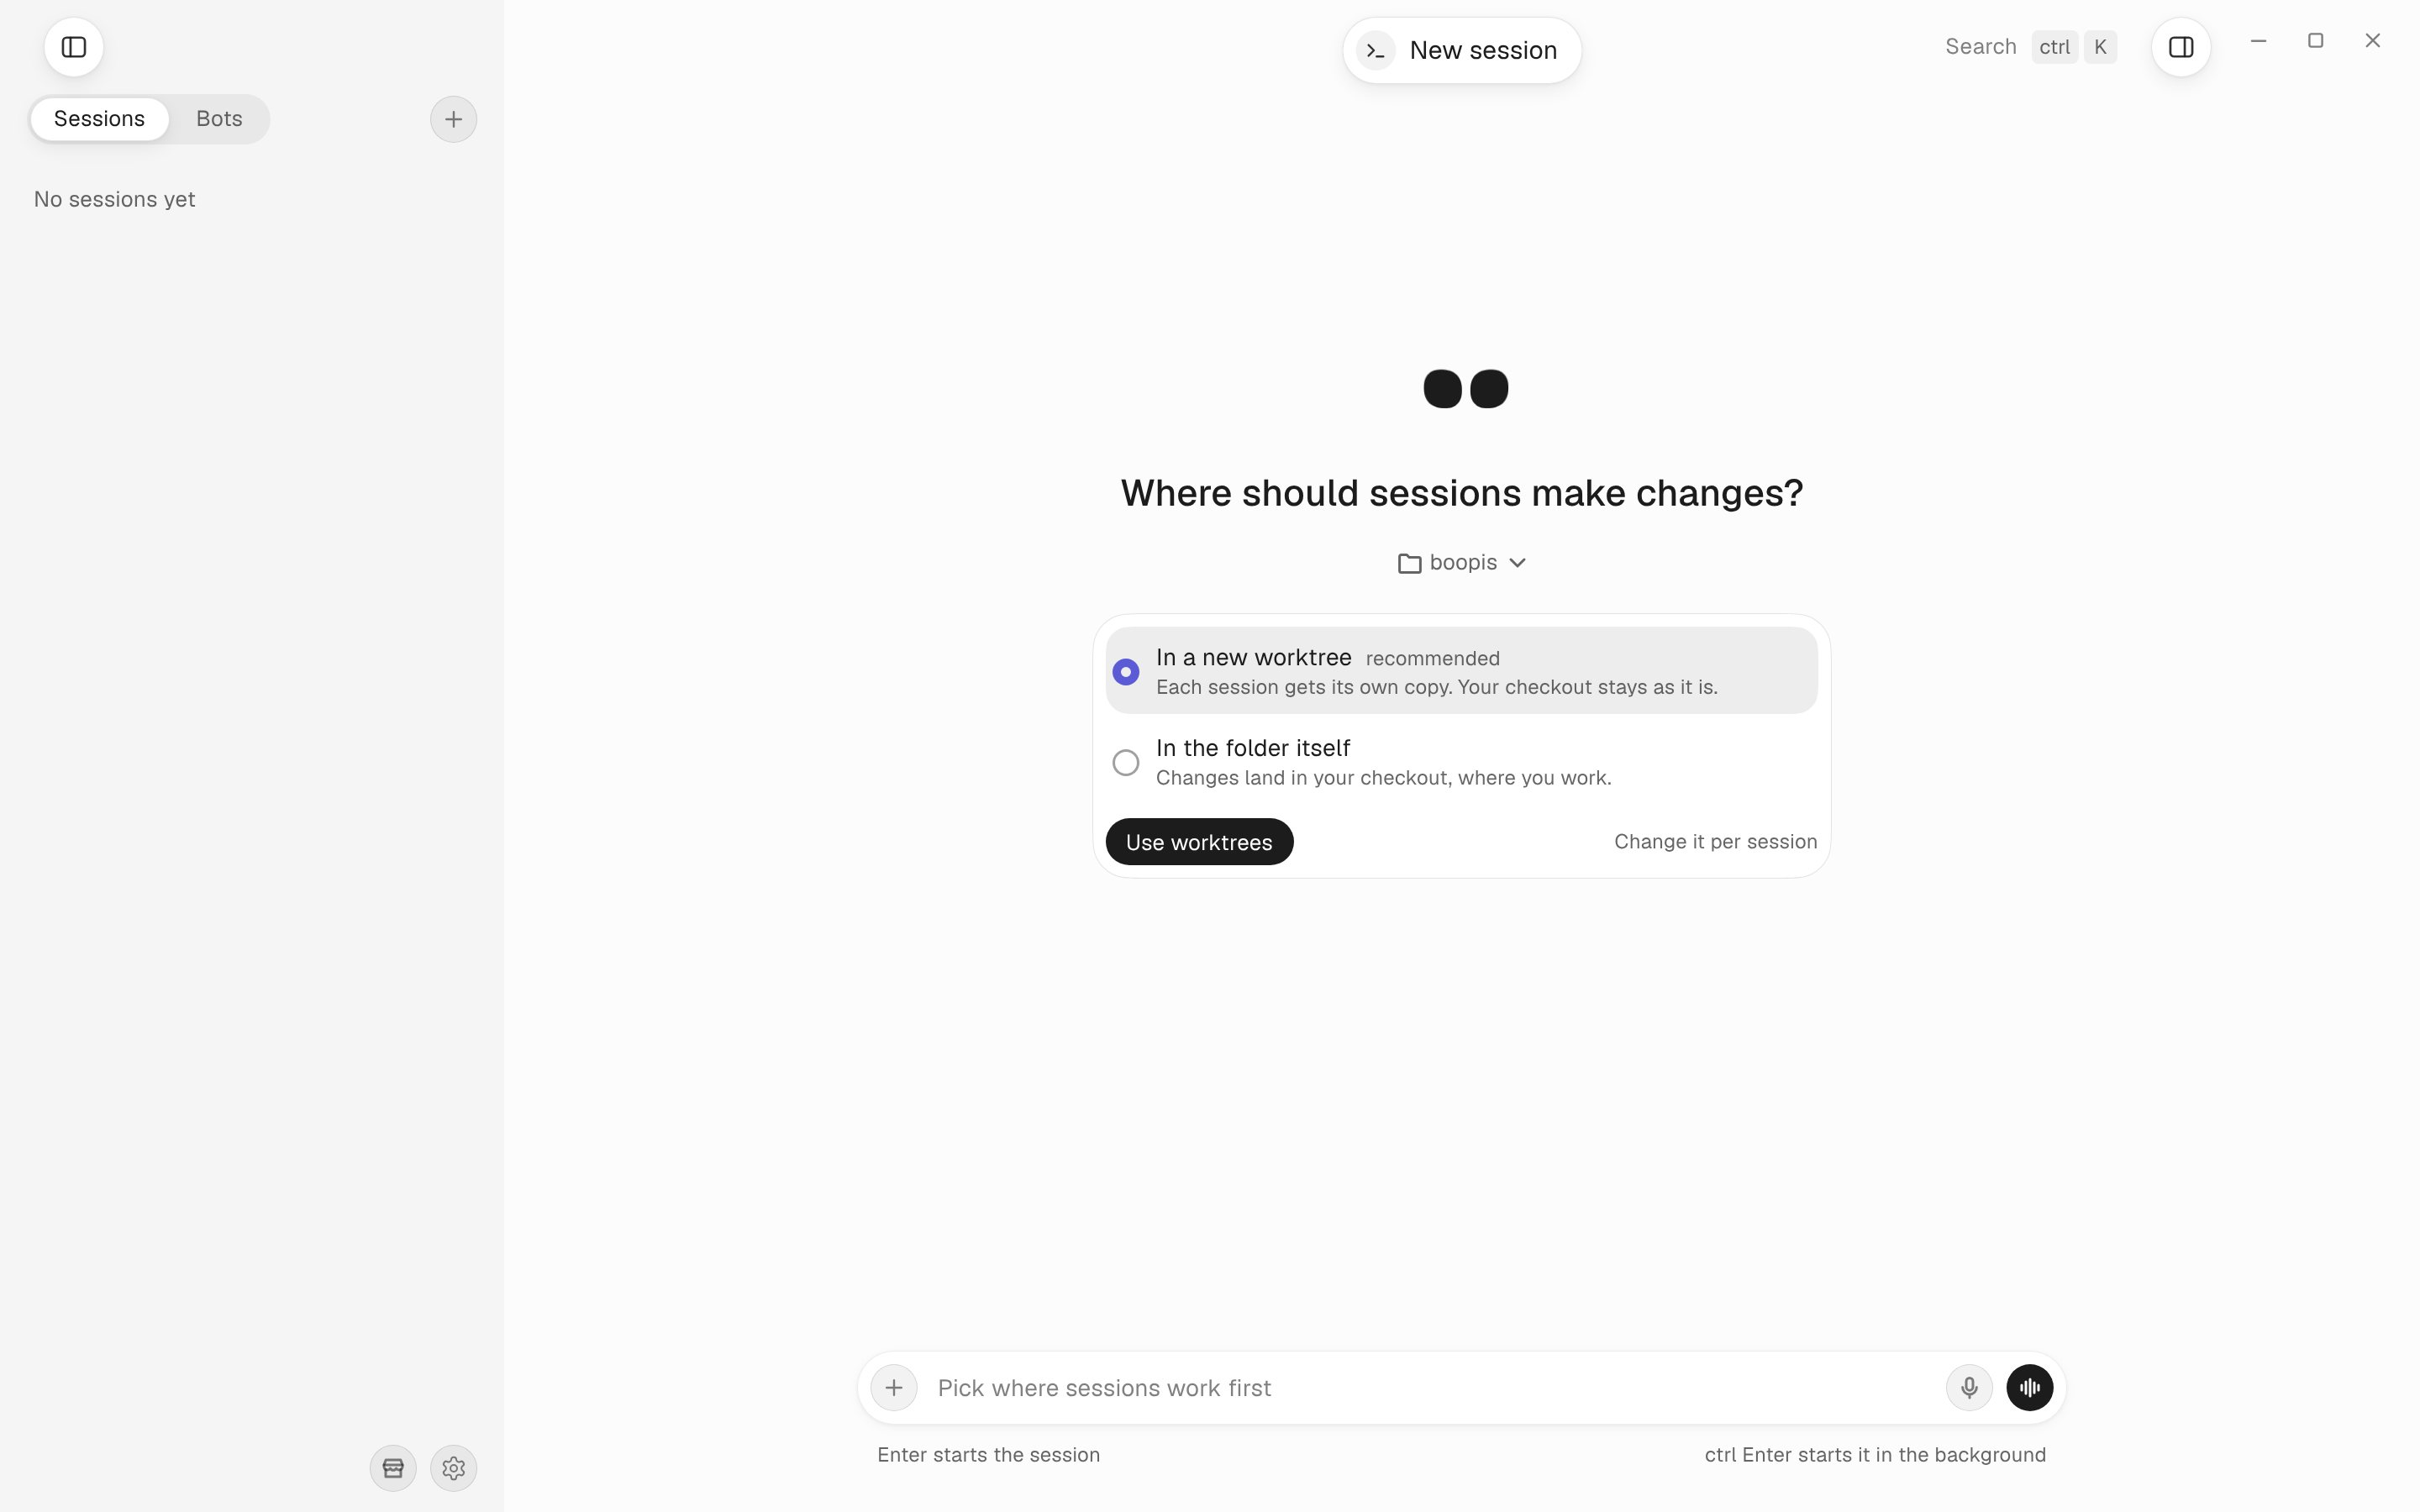 New session
Search ctrl K
Sessions Bots
No sessions yet
Where should sessions make changes?
boopis
In a new worktree recommended
Each session gets its own copy. Your checkout stays as it is.
In the folder itself
Changes land in your checkout, where you work.
Use worktrees Change it per session
Pick where sessions work first
Enter starts the session ctrl Enter starts it in the background